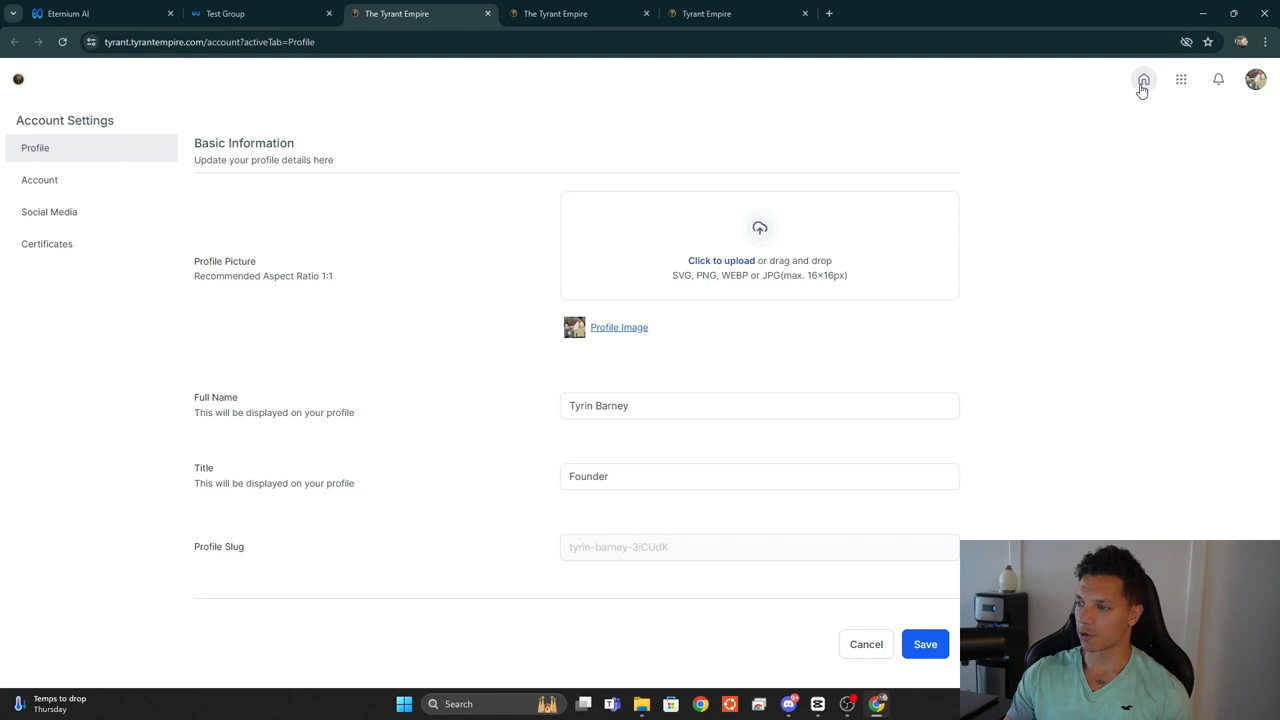 Eternium AI
Test Group
The Tyrant Empire
The Tyrant Empire
Tyrant Empire
tyrant.tyrantempire.com/account?activeTab=Profile
Account Settings
Profile
Account
Social Media
Certificates
Basic Information
Update your profile details here
Profile Picture
Recommended Aspect Ratio 1:1
Click to upload or drag and drop
SVG, PNG, WEBP or JPG(max. 16×16px)
Profile Image
Full Name
This will be displayed on your profile
Tyrin Barney
Title
This will be displayed on your profile
Founder
Profile Slug
tyrin-barney-3iCUdK
Cancel
Save
Temps to drop
Thursday
Search